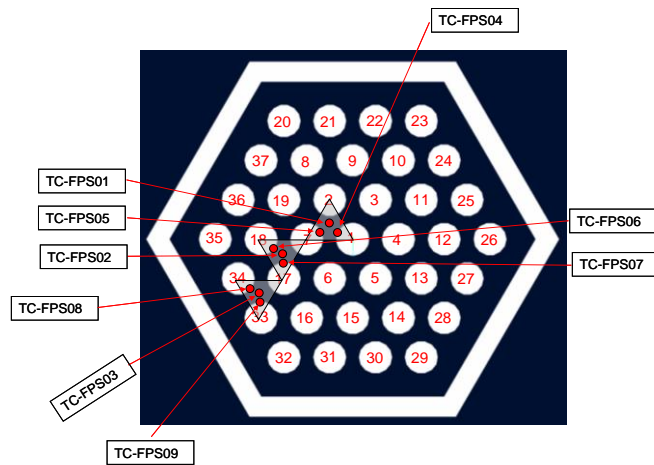 TC-FPS04
20 21 22 23
37 8 9 10 24
TC-FPS01
36 19 2 3 11 25
TC-FPS05
TC-FPS06
35 18 7 1 4 12 26
TC-FPS02
TC-FPS07
34 17 6 5 13 27
TC-FPS08
33 16 15 14 28
32 31 30 29
TC-FPS03
TC-FPS09